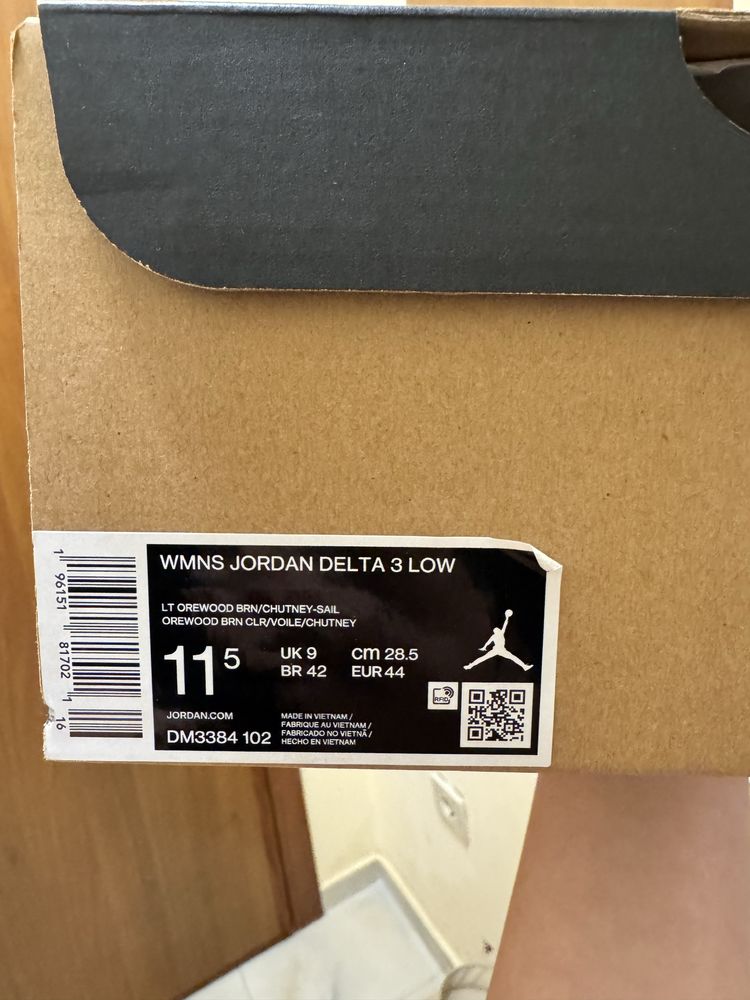 WMNS JORDAN DELTA 3 LOW
LT OREWOOD BRN/CHUTNEY-SAIL
OREWOOD BRN CLR/VOILE/CHUTNEY
11 5
UK 9 cm 28.5
BR 42 EUR 44
RFID
JORDAN.COM
DM3384 102
MADE IN VIETNAM /
FABRIQUE AU VIETNAM /
FABRICADO NO VIETNÃ /
HECHO EN VIETNAM
1 96151 81702 1 16